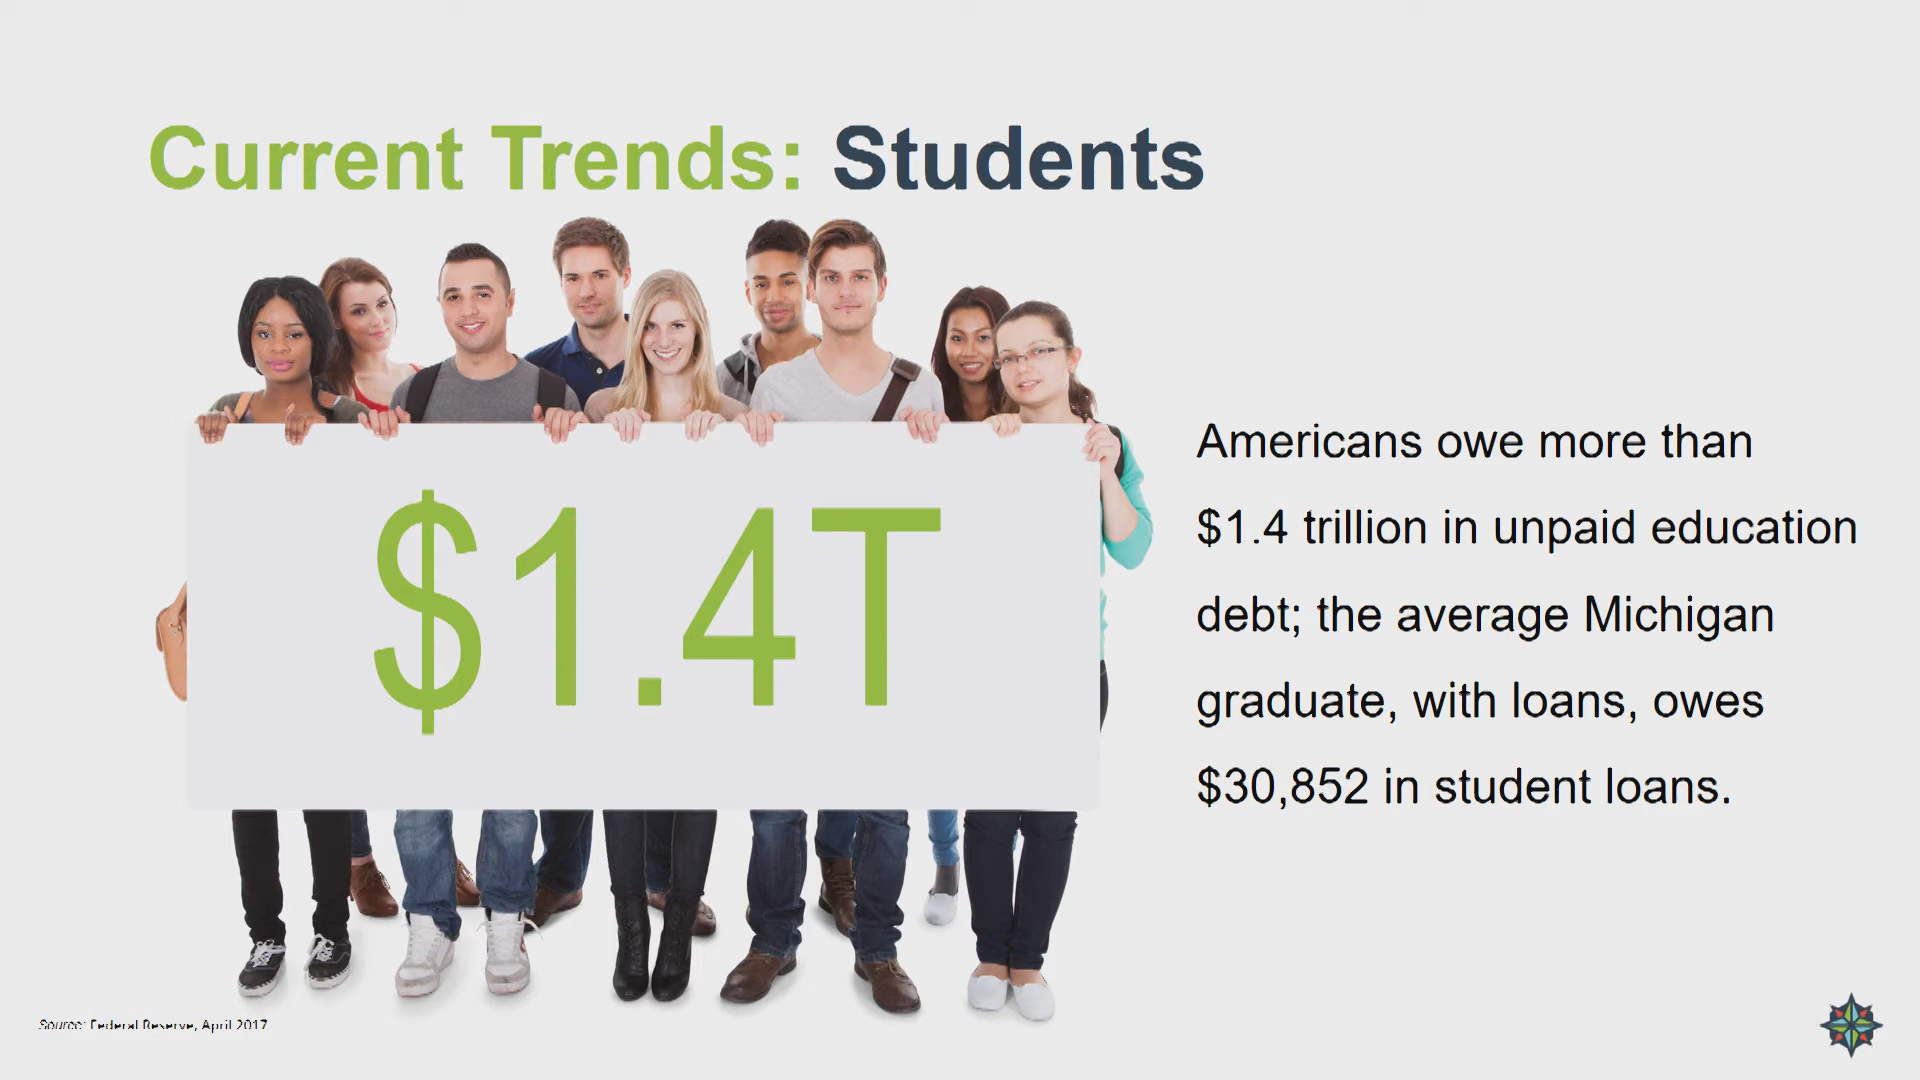 Current Trends: Students
$1.4T
Americans owe more than
$1.4 trillion in unpaid education
debt; the average Michigan
graduate, with loans, owes
$30,852 in student loans.
Source: Federal Reserve, April 2017